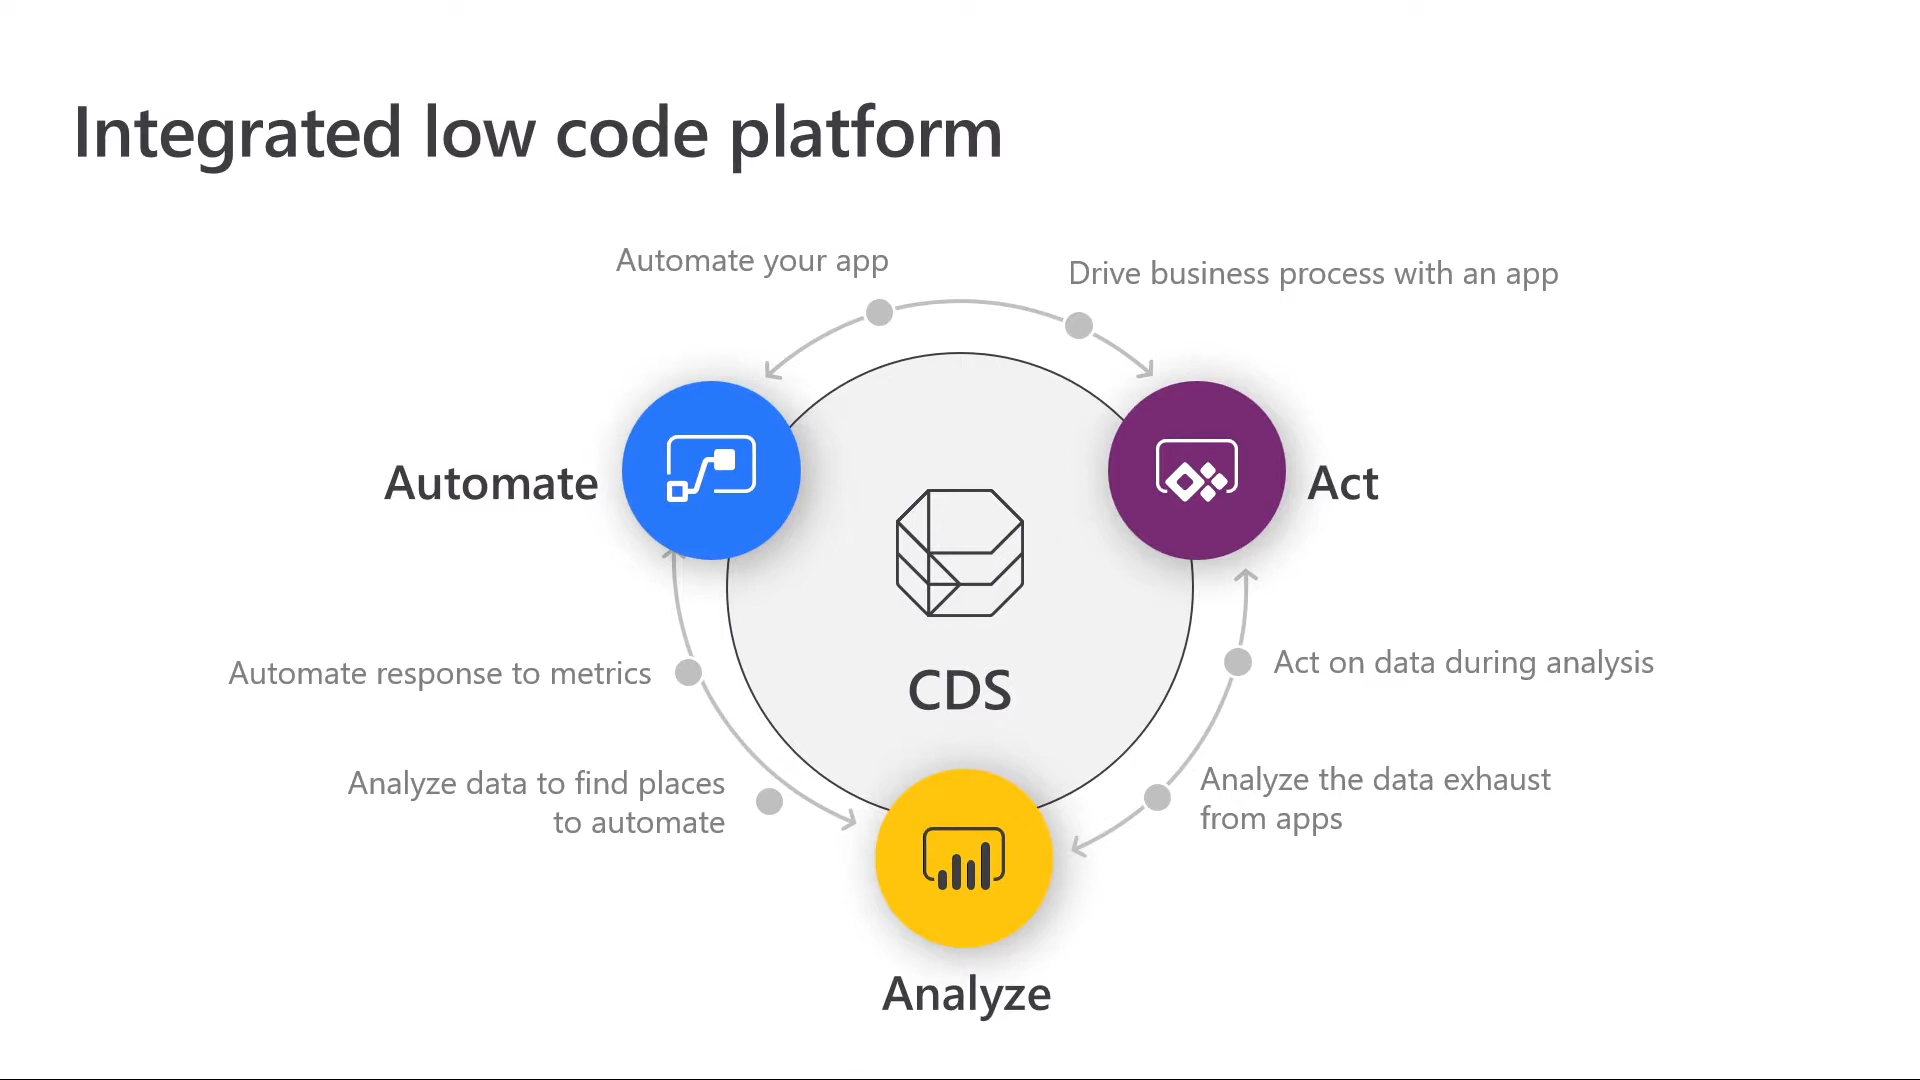 Integrated low code platform
Automate your app
Drive business process with an app
Automate
Act
Automate response to metrics
Act on data during analysis
CDS
Analyze data to find places
to automate
Analyze the data exhaust
from apps
Analyze